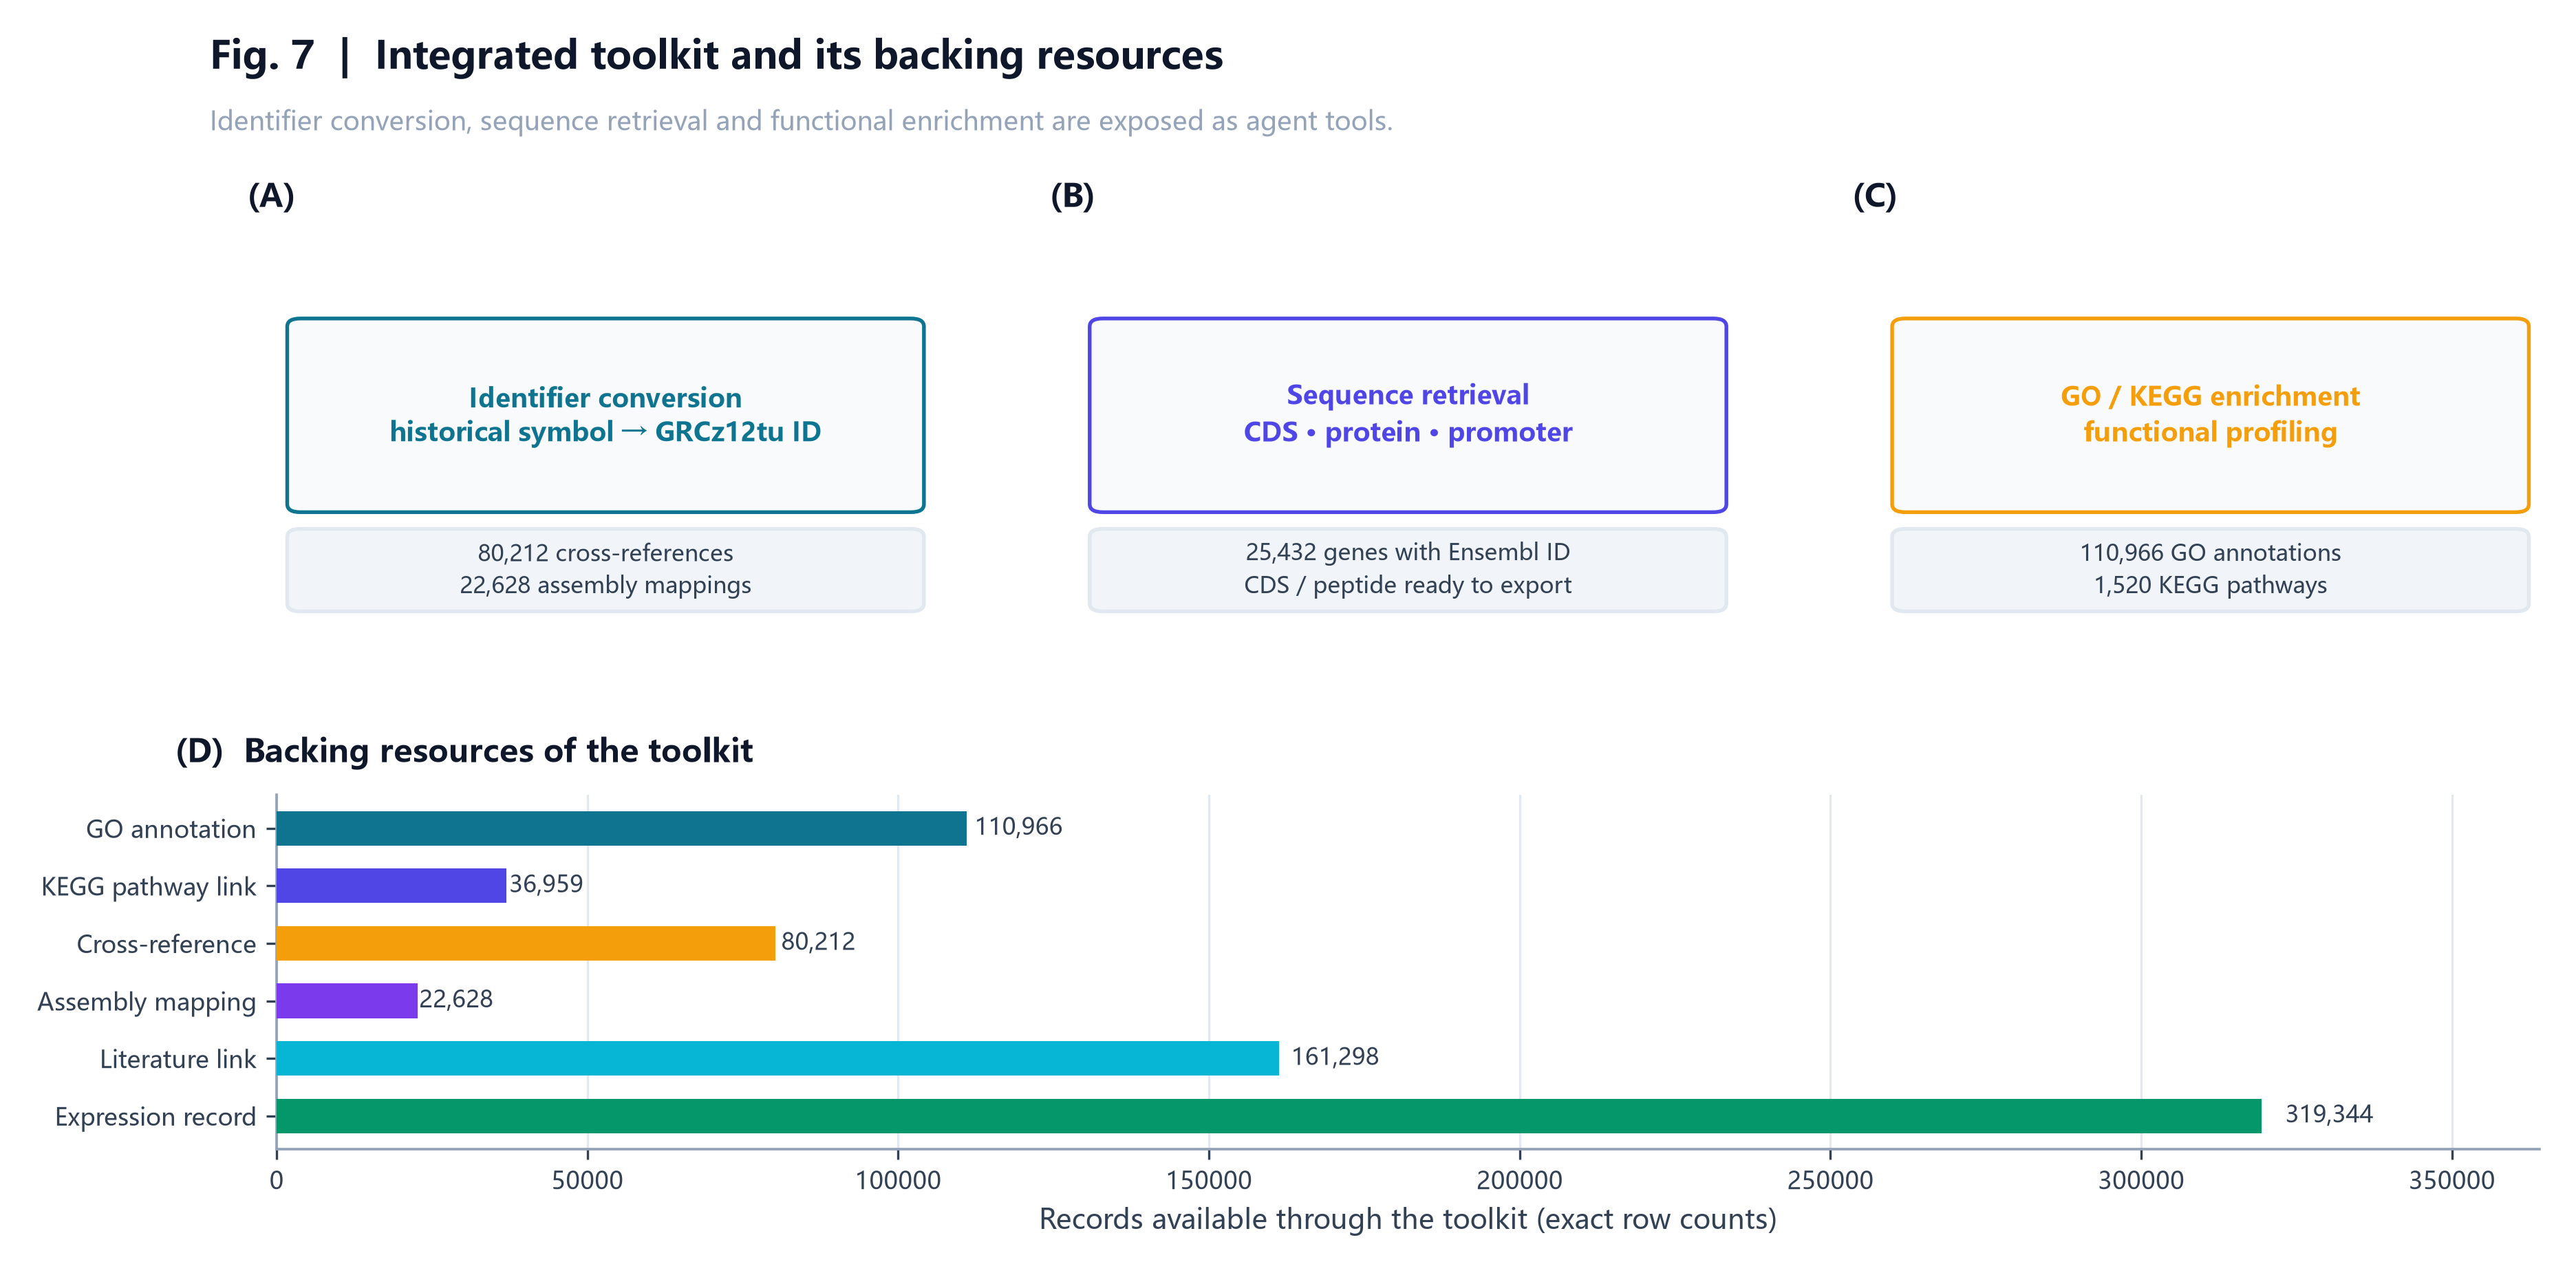 Fig. 7 | Integrated toolkit and its backing resources
Identifier conversion, sequence retrieval and functional enrichment are exposed as agent tools.
(A)
Identifier conversion
historical symbol → GRCz12tu ID
80,212 cross-references
22,628 assembly mappings
(B)
Sequence retrieval
CDS • protein • promoter
25,432 genes with Ensembl ID
CDS / peptide ready to export
(C)
GO / KEGG enrichment
functional profiling
110,966 GO annotations
1,520 KEGG pathways
(D) Backing resources of the toolkit
GO annotation 110,966
KEGG pathway link 36,959
Cross-reference 80,212
Assembly mapping 22,628
Literature link 161,298
Expression record 319,344
0 50000 100000 150000 200000 250000 300000 350000
Records available through the toolkit (exact row counts)